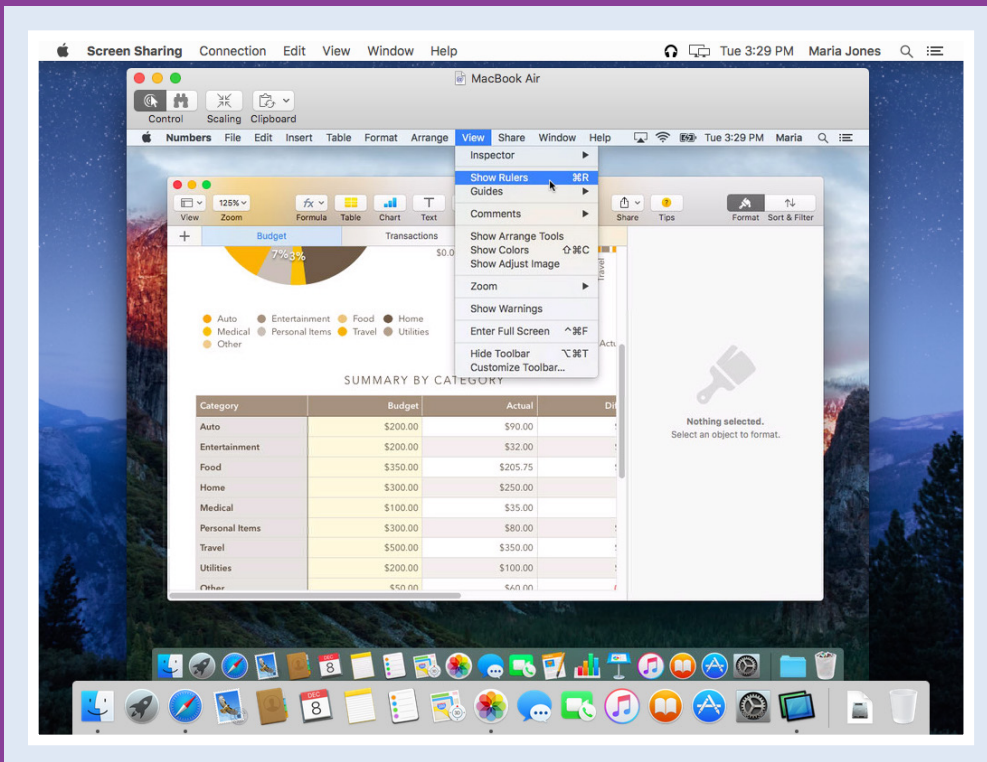 Screen Sharing Connection Edit View Window Help Tue 3:29 PM Maria Jones
MacBook Air
Control Scaling Clipboard
Numbers File Edit Insert Table Format Arrange View Share Window Help Tue 3:29 PM Maria
Inspector
Show Rulers ⌘R
Guides
Comments
Show Arrange Tools
Show Colors ⇧⌘C
Show Adjust Image
Zoom
Show Warnings
Enter Full Screen ^⌘F
Hide Toolbar ⌥⌘T
Customize Toolbar...
125%
View Zoom Formula Table Chart Text Share Tips Format Sort & Filter
Budget Transactions
7% 3% $0.0
Travel
Auto Entertainment Food Home
Medical Personal Items Travel Utilities
Other
SUMMARY BY CATEGORY
Category Budget Actual
Auto $200.00 $90.00
Entertainment $200.00 $32.00
Food $350.00 $205.75
Home $300.00 $250.00
Medical $100.00 $35.00
Personal Items $300.00 $80.00
Travel $500.00 $350.00
Utilities $200.00 $100.00
Other $50.00 $60.00
Nothing selected.
Select an object to format.
DEC
8
DEC
8